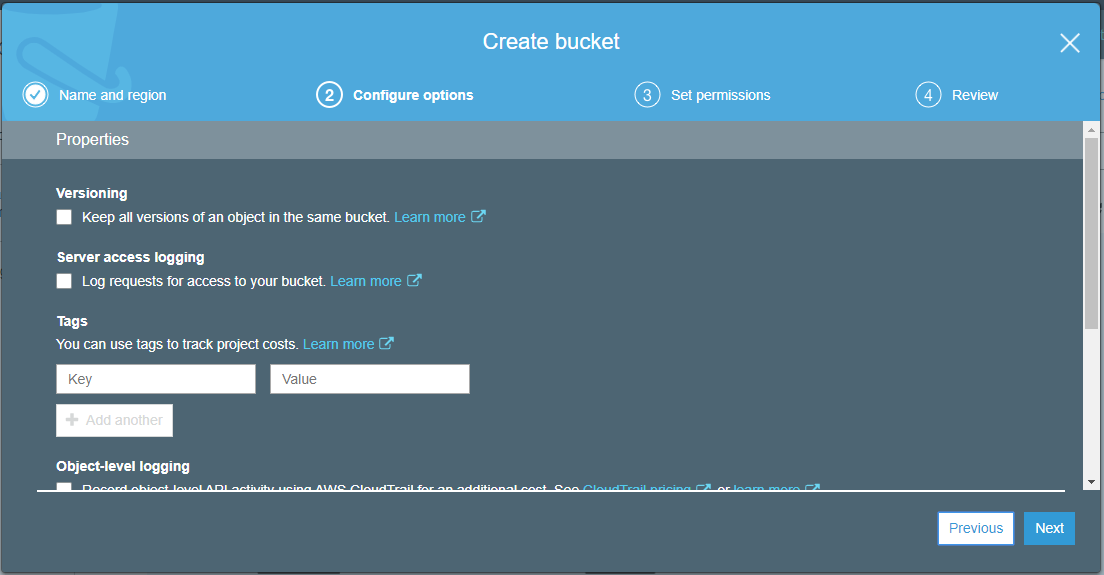 Create bucket
Name and region
2 Configure options
3 Set permissions
4 Review
Properties
Versioning
Keep all versions of an object in the same bucket. Learn more
Server access logging
Log requests for access to your bucket. Learn more
Tags
You can use tags to track project costs. Learn more
Key Value
Add another
Object-level logging
Record object-level API activity using AWS CloudTrail for an additional cost. See CloudTrail pricing or learn more
Previous Next